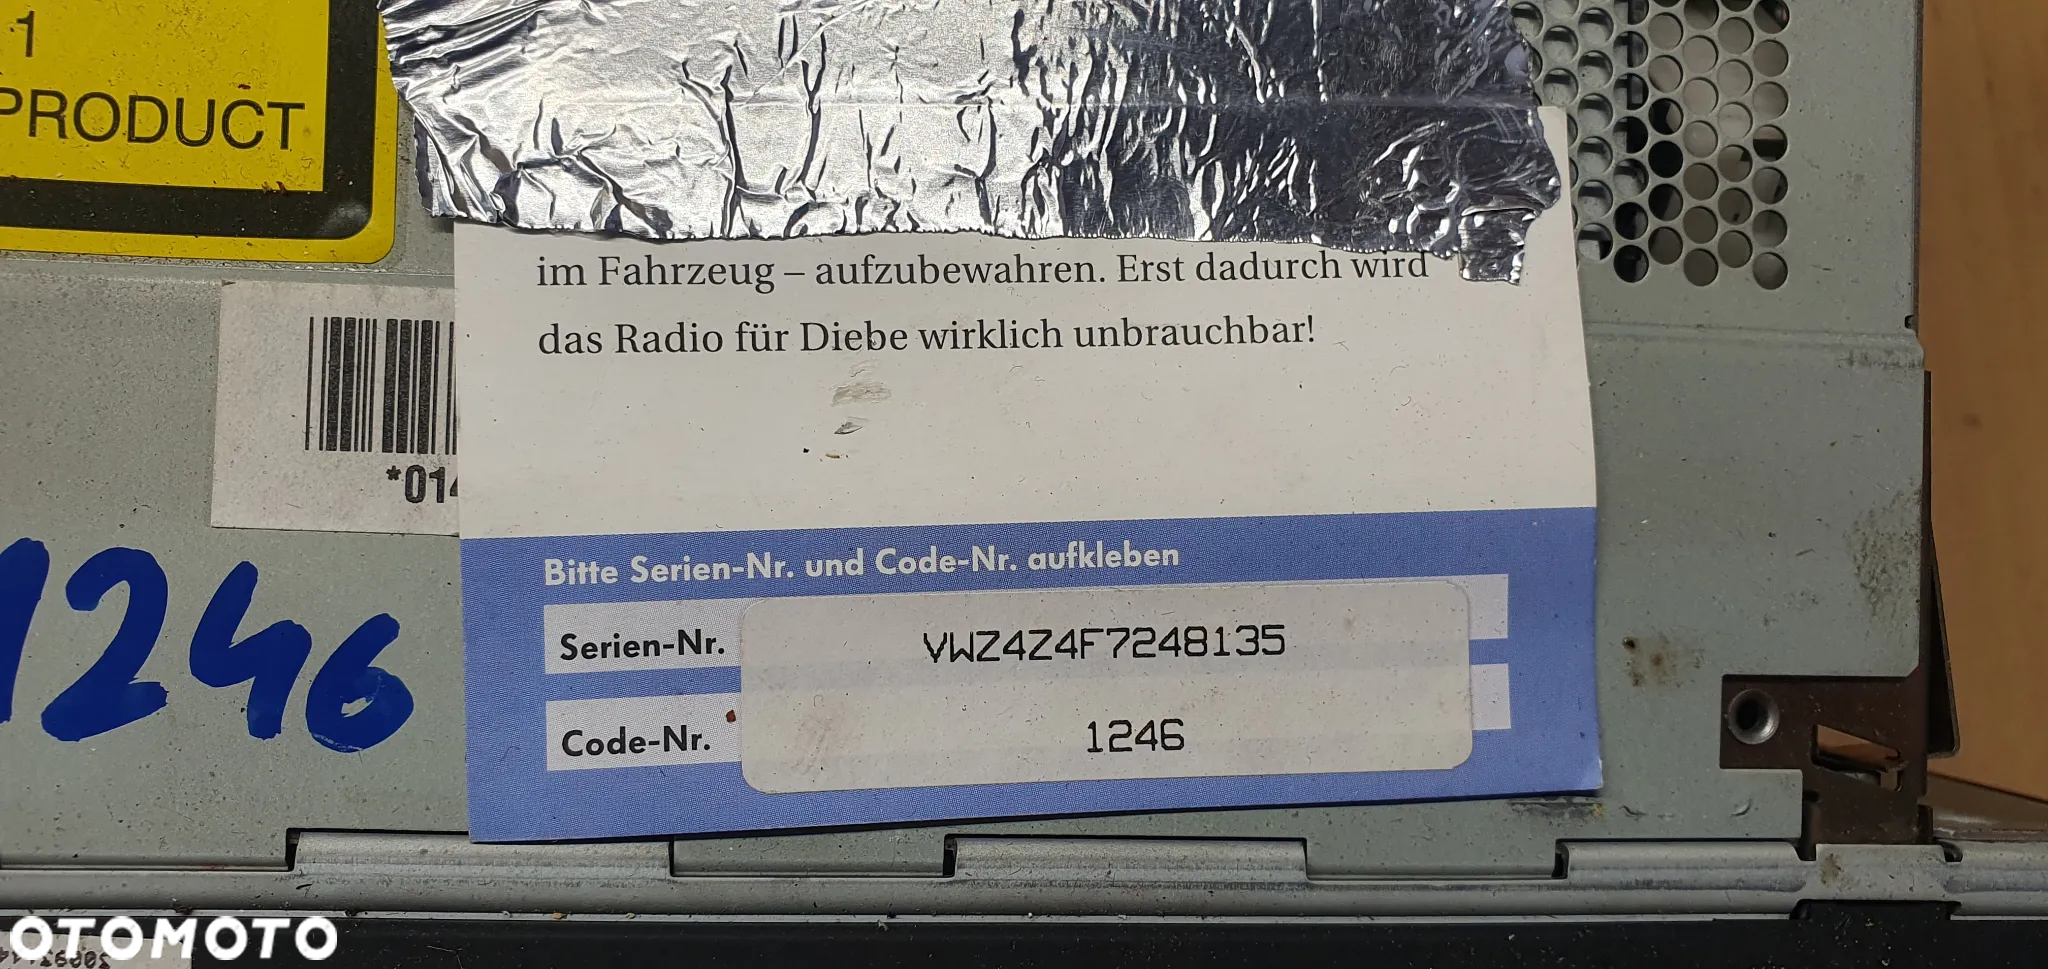 1
PRODUCT
im Fahrzeug – aufzubewahren. Erst dadurch wird
das Radio für Diebe wirklich unbrauchbar!
*014
1246
Bitte Serien-Nr. und Code-Nr. aufkleben
Serien-Nr. VWZ4Z4F7248135
Code-Nr. 1246
OTOMOTO